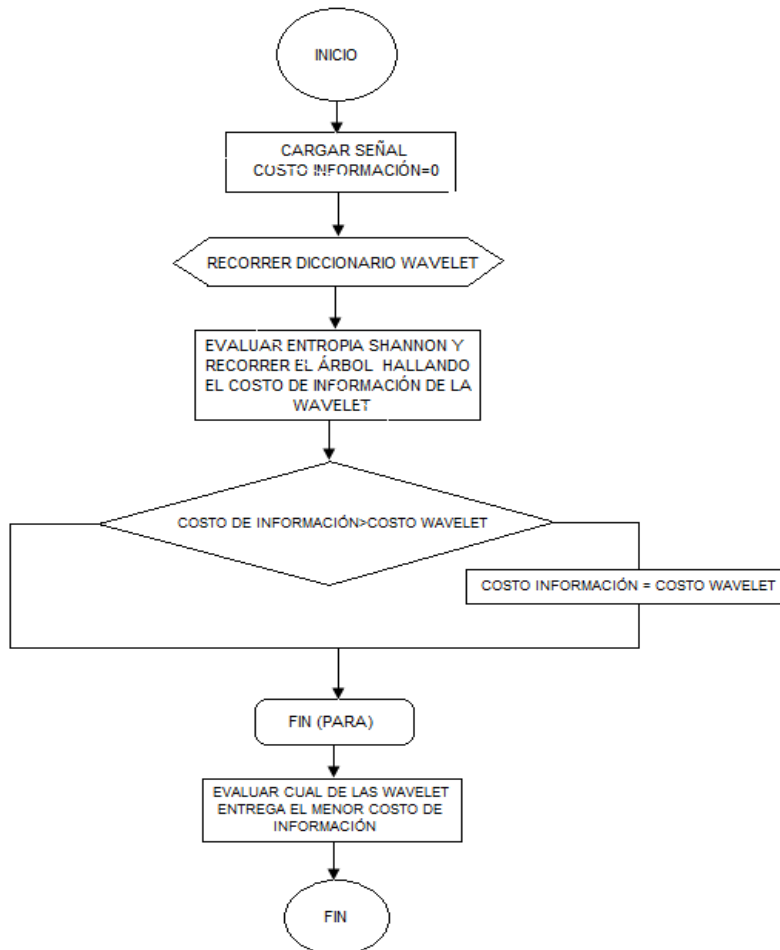 INICIO
CARGAR SEÑAL
COSTO INFORMACIÓN=0
RECORRER DICCIONARIO WAVELET
EVALUAR ENTROPIA SHANNON Y
RECORRER EL ÁRBOL HALLANDO
EL COSTO DE INFORMACIÓN DE LA
WAVELET
COSTO DE INFORMACIÓN>COSTO WAVELET
COSTO INFORMACIÓN = COSTO WAVELET
FIN (PARA)
EVALUAR CUAL DE LAS WAVELET
ENTREGA EL MENOR COSTO DE
INFORMACIÓN
FIN